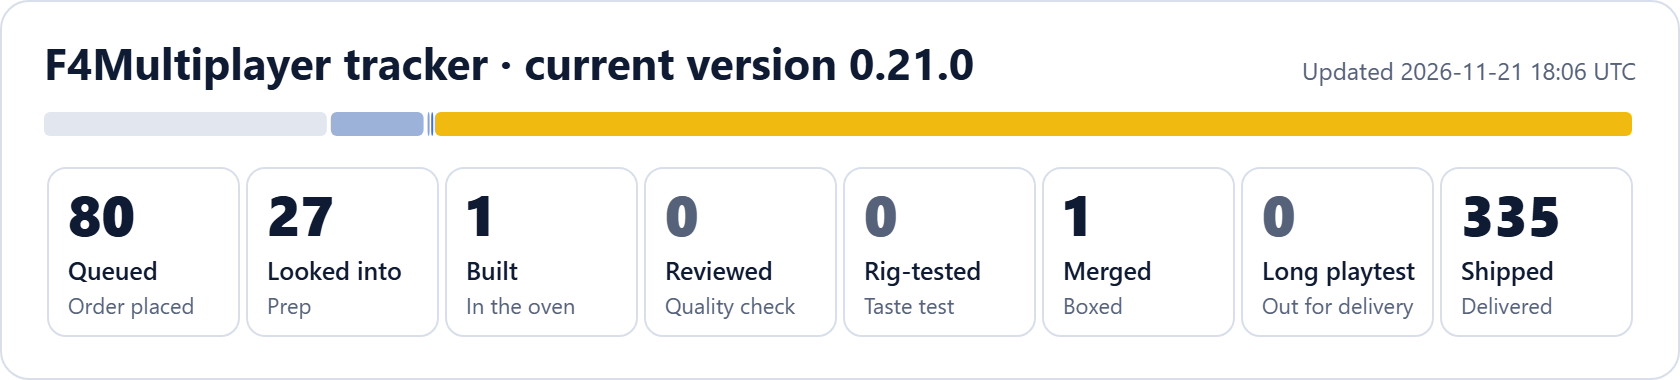 F4Multiplayer tracker · current version 0.21.0
Updated 2026-11-21 18:06 UTC
80
Queued
Order placed
27
Looked into
Prep
1
Built
In the oven
0
Reviewed
Quality check
0
Rig-tested
Taste test
1
Merged
Boxed
0
Long playtest
Out for delivery
335
Shipped
Delivered